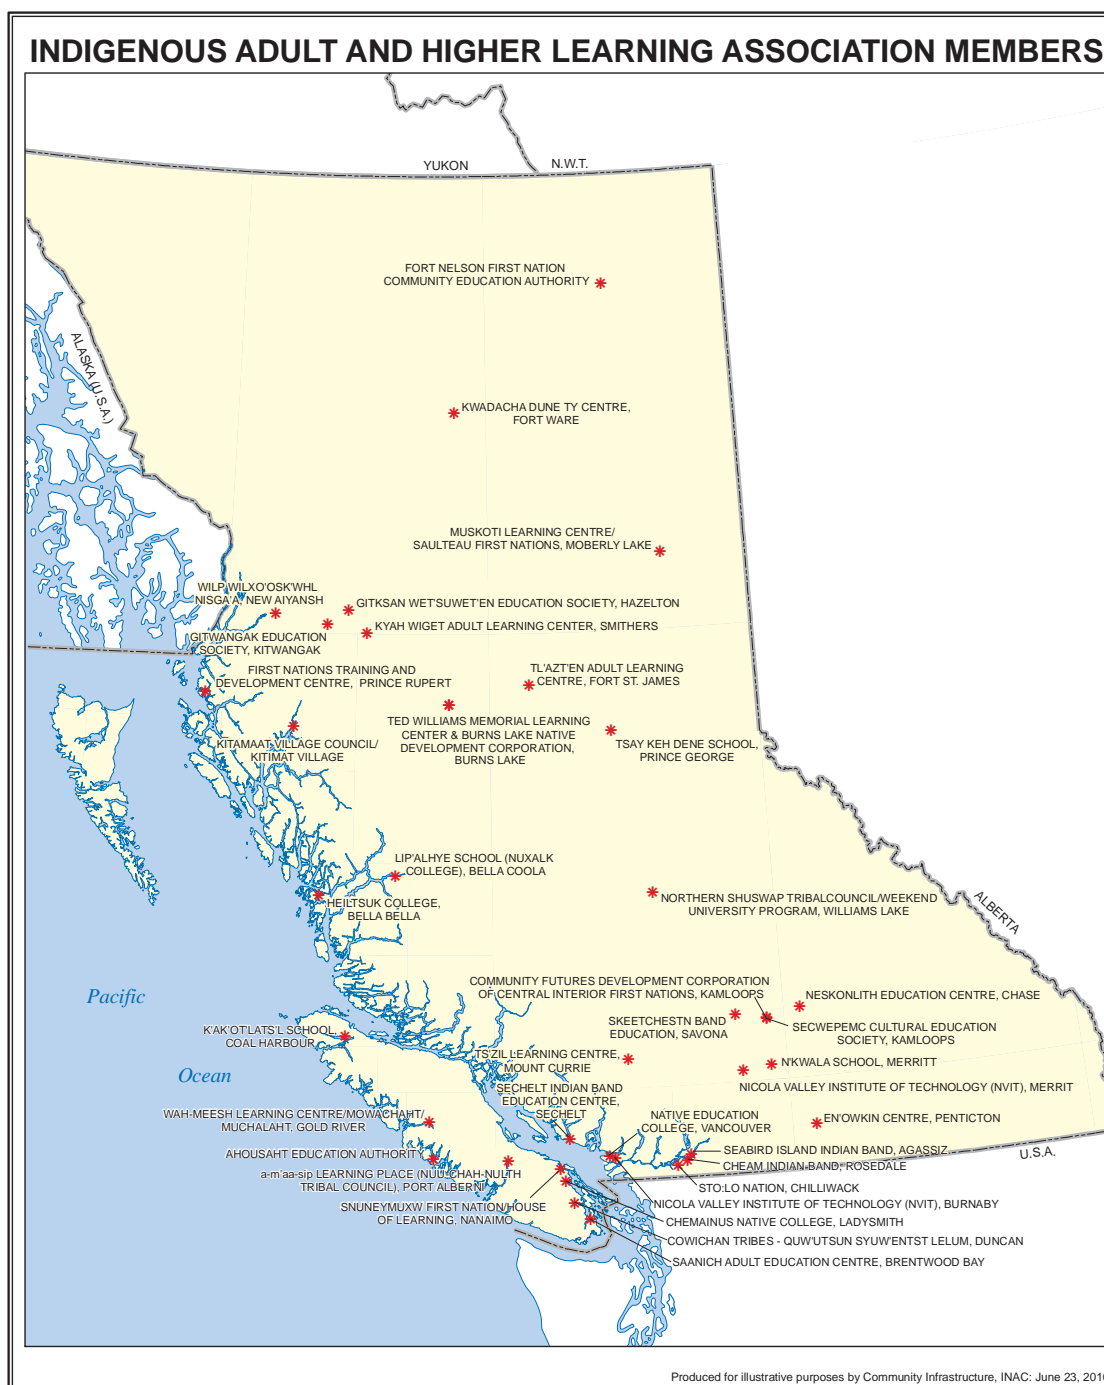 INDIGENOUS ADULT AND HIGHER LEARNING ASSOCIATION MEMBERS
YUKON
N.W.T.
FORT NELSON FIRST NATION
COMMUNITY EDUCATION AUTHORITY
ALASKA (U.S.A.)
KWADACHA DUNE TY CENTRE,
FORT WARE
MUSKOTI LEARNING CENTRE/
SAULTEAU FIRST NATIONS, MOBERLY LAKE
WILP WILXO'OSK'WHL
NISGA'A, NEW AIYANSH
GITKSAN WET'SUWET'EN EDUCATION SOCIETY, HAZELTON
KYAH WIGET ADULT LEARNING CENTER, SMITHERS
GITWANGAK EDUCATION
SOCIETY, KITWANGAK
FIRST NATIONS TRAINING AND
DEVELOPMENT CENTRE, PRINCE RUPERT
TL'AZT'EN ADULT LEARNING
CENTRE, FORT ST. JAMES
TED WILLIAMS MEMORIAL LEARNING
CENTER & BURNS LAKE NATIVE
DEVELOPMENT CORPORATION,
BURNS LAKE
KITAMAAT VILLAGE COUNCIL/
KITIMAT VILLAGE
TSAY KEH DENE SCHOOL,
PRINCE GEORGE
LIP'ALHYE SCHOOL (NUXALK
COLLEGE), BELLA COOLA
HEILTSUK COLLEGE,
BELLA BELLA
NORTHERN SHUSWAP TRIBALCOUNCIL/WEEKEND
UNIVERSITY PROGRAM, WILLIAMS LAKE
ALBERTA
Pacific
Ocean
COMMUNITY FUTURES DEVELOPMENT CORPORATION
OF CENTRAL INTERIOR FIRST NATIONS, KAMLOOPS
NESKONLITH EDUCATION CENTRE, CHASE
SKEETCHESTN BAND
EDUCATION, SAVONA
SECWEPEMC CULTURAL EDUCATION
SOCIETY, KAMLOOPS
K'AK'OT'LATS'L SCHOOL,
COAL HARBOUR
TS'ZIL LEARNING CENTRE,
MOUNT CURRIE
N'KWALA SCHOOL, MERRITT
NICOLA VALLEY INSTITUTE OF TECHNOLOGY (NVIT), MERRIT
SECHELT INDIAN BAND
EDUCATION CENTRE,
SECHELT
WAH-MEESH LEARNING CENTRE/MOWACHAHT/
MUCHALAHT, GOLD RIVER
NATIVE EDUCATION
COLLEGE, VANCOUVER
EN'OWKIN CENTRE, PENTICTON
AHOUSAHT EDUCATION AUTHORITY
SEABIRD ISLAND INDIAN BAND, AGASSIZ
U.S.A.
CHEAM INDIAN BAND, ROSEDALE
a-m'aa-sip LEARNING PLACE (NUU-CHAH-NULTH
TRIBAL COUNCIL), PORT ALBERNI
STO:LO NATION, CHILLIWACK
SNUNEYMUXW FIRST NATION/HOUSE
OF LEARNING, NANAIMO
NICOLA VALLEY INSTITUTE OF TECHNOLOGY (NVIT), BURNABY
CHEMAINUS NATIVE COLLEGE, LADYSMITH
COWICHAN TRIBES - QUW'UTSUN SYUW'ENTST LELUM, DUNCAN
SAANICH ADULT EDUCATION CENTRE, BRENTWOOD BAY
Produced for illustrative purposes by Community Infrastructure, INAC: June 23, 2016